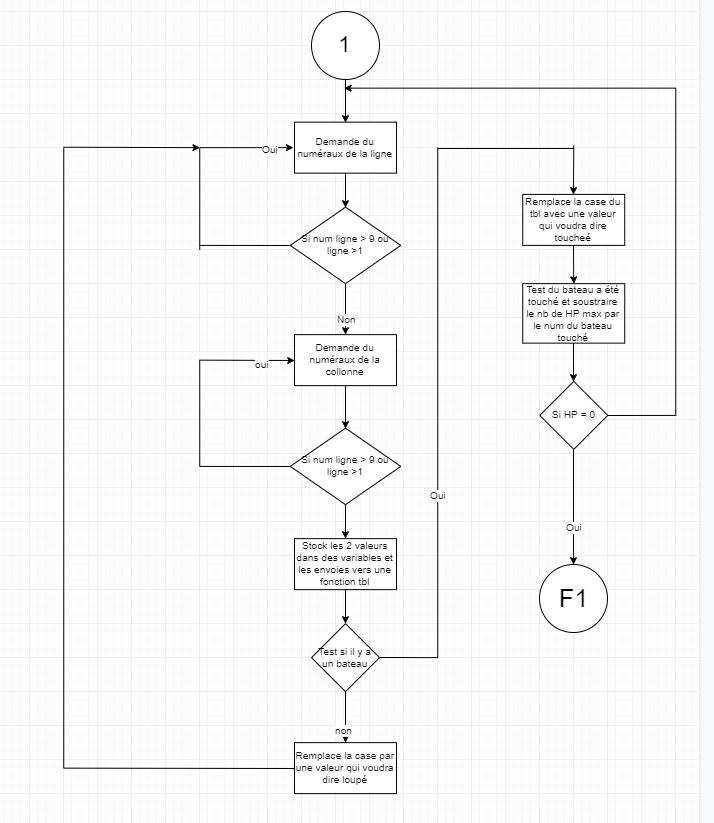 1
Demande du
numéraux de la ligne
Oui
Si num ligne > 9 ou
ligne >1
Non
Demande du
numéraux de la
collonne
oui
Si num ligne > 9 ou
ligne >1
Stock les 2 valeurs
dans des variables et
les envoies vers une
fonction tbl
Test si il y a
un bateau
non
Remplace la case par
une valeur qui voudra
dire loupé
Oui
Remplace la case du
tbl avec une valeur
qui voudra dire
toucheé
Test du bateau a été
touché et soustraire
le nb de HP max par
le num du bateau
touché
Si HP = 0
Oui
F1